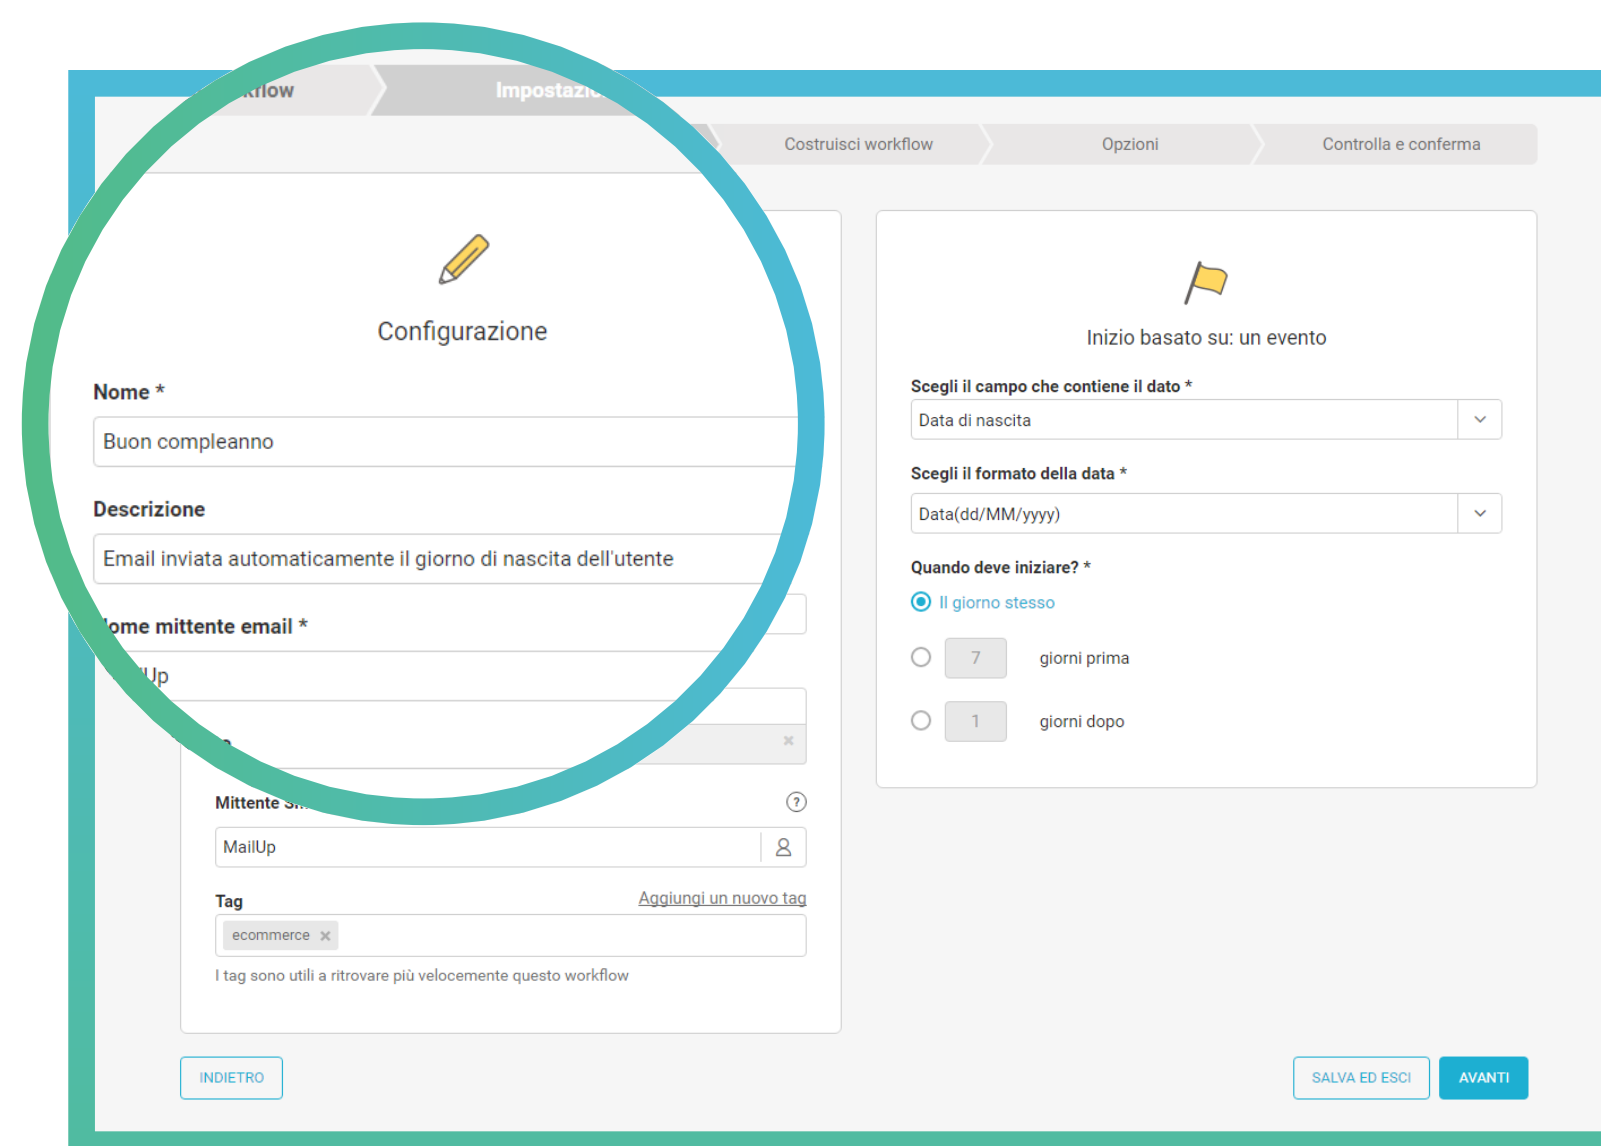 Costruisci workflow
Opzioni
Controlla e conferma
Configurazione
Nome *
Buon compleanno
Descrizione
Email inviata automaticamente il giorno di nascita dell'utente
mittente email *
Mittente
MailUp
Tag
Aggiungi un nuovo tag
ecommerce
I tag sono utili a ritrovare più velocemente questo workflow
Inizio basato su: un evento
Scegli il campo che contiene il dato *
Data di nascita
Scegli il formato della data *
Data(dd/MM/yyyy)
Quando deve iniziare? *
Il giorno stesso
7 giorni prima
1 giorni dopo
INDIETRO
SALVA ED ESCI
AVANTI